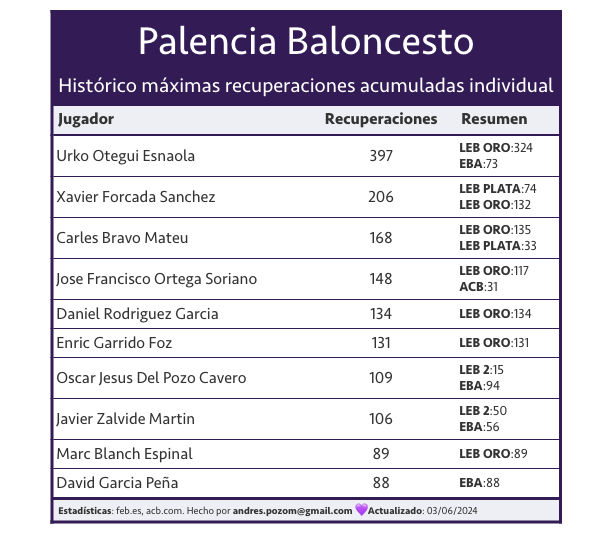 Palencia Baloncesto
Histórico máximas recuperaciones acumuladas individual
Jugador Recuperaciones Resumen
Urko Otegui Esnaola 397 LEB ORO:324
EBA:73
Xavier Forcada Sanchez 206 LEB PLATA:74
LEB ORO:132
Carles Bravo Mateu 168 LEB ORO:135
LEB PLATA:33
Jose Francisco Ortega Soriano 148 LEB ORO:117
ACB:31
Daniel Rodriguez Garcia 134 LEB ORO:134
Enric Garrido Foz 131 LEB ORO:131
Oscar Jesus Del Pozo Cavero 109 LEB 2:15
EBA:94
Javier Zalvide Martin 106 LEB 2:50
EBA:56
Marc Blanch Espinal 89 LEB ORO:89
David Garcia Peña 88 EBA:88
Estadísticas: feb.es, acb.com. Hecho por andres.pozom@gmail.com 💜Actualizado: 03/06/2024